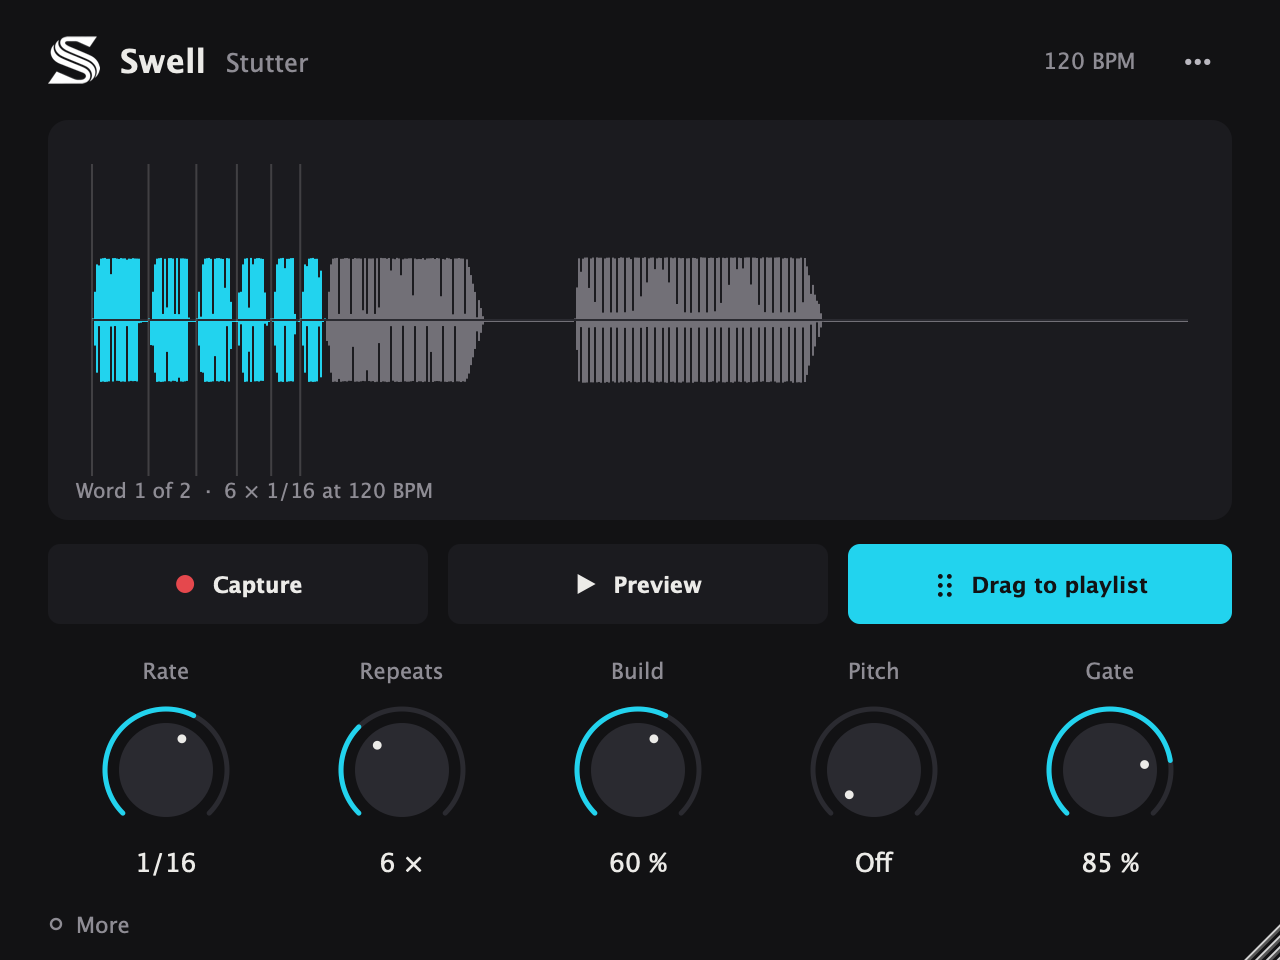 Swell Stutter 120 BPM
Word 1 of 2 · 6 × 1/16 at 120 BPM
Capture Preview Drag to playlist
Rate Repeats Build Pitch Gate
1/16 6 × 60 % Off 85 %
More